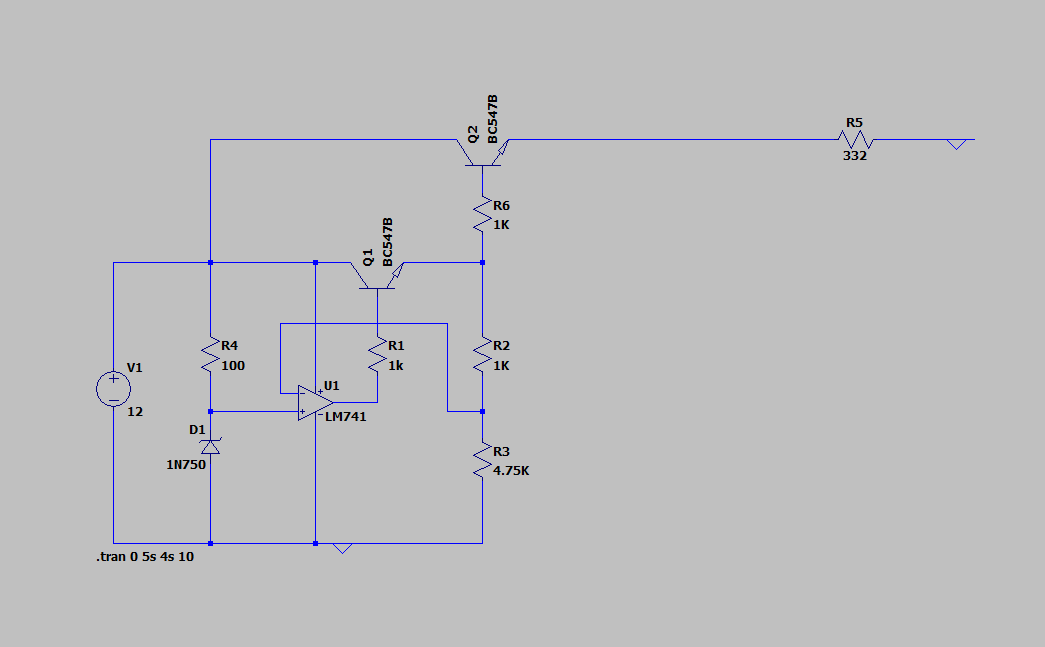 Q2
BC547B
R5
332
R6
1K
Q1
BC547B
R4
100
R1
1k
R2
1K
V1
12
U1
LM741
D1
1N750
R3
4.75K
.tran 0 5s 4s 10